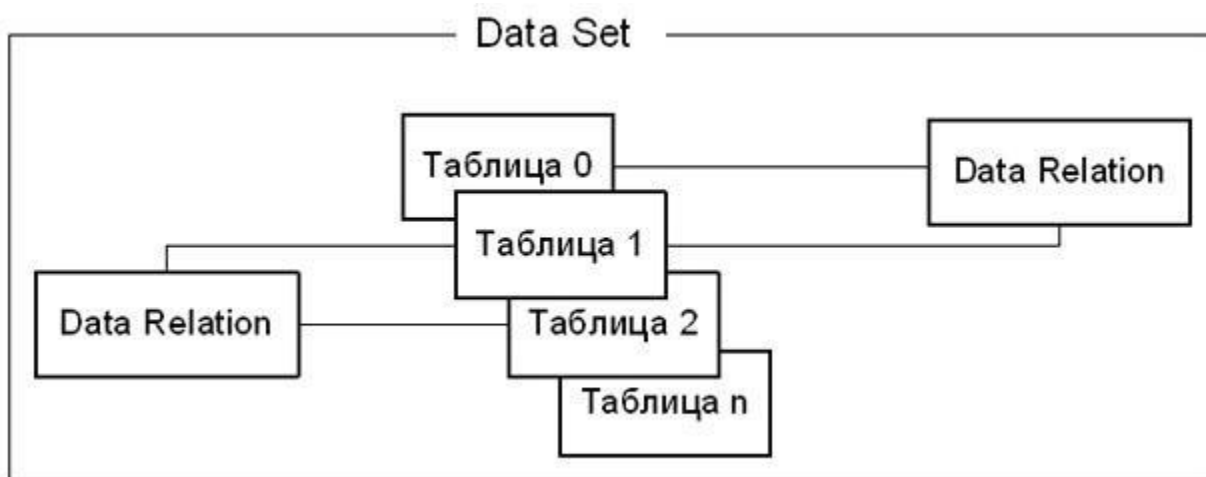 Data Set
Таблица 0
Data Relation
Таблица 1
Data Relation
Таблица 2
Таблица n